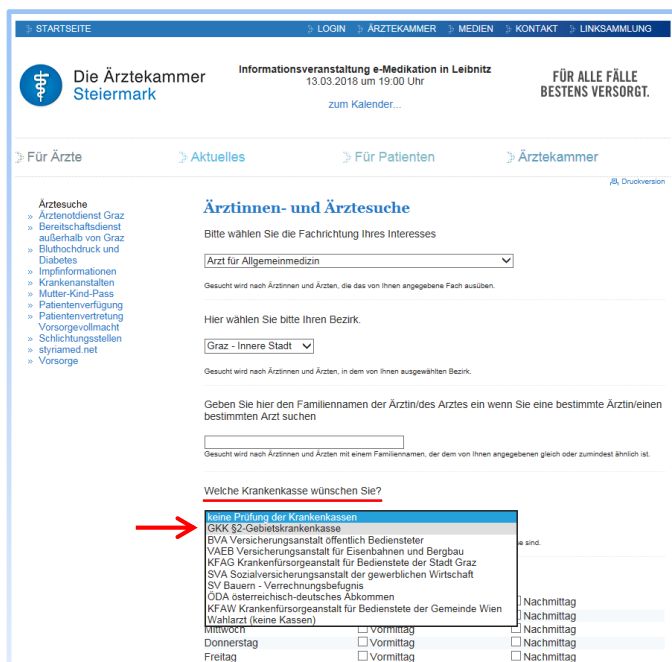 STARTSEITE
LOGIN ÄRZTEKAMMER MEDIEN KONTAKT LINKSAMMLUNG
Die Ärztekammer
Steiermark
Informationsveranstaltung e-Medikation in Leibnitz
13.03.2018 um 19:00 Uhr
zum Kalender...
FÜR ALLE FÄLLE
BESTENS VERSORGT.
Für Ärzte
Aktuelles
Für Patienten
Ärztekammer
Druckversion
Ärztesuche
» Ärztenotdienst Graz
» Bereitschaftsdienst
außerhalb von Graz
» Bluthochdruck und
Diabetes
» Impfinformationen
» Krankenanstalten
» Mutter-Kind-Pass
» Patientenverfügung
» Patientenvertretung
Vorsorgevollmacht
» Schlichtungsstellen
» styriamed.net
» Vorsorge
Ärztinnen- und Ärztesuche
Bitte wählen Sie die Fachrichtung Ihres Interesses
Arzt für Allgemeinmedizin
Gesucht wird nach Ärztinnen und Ärzten, die das von Ihnen angegebene Fach ausüben.
Hier wählen Sie bitte Ihren Bezirk.
Graz - Innere Stadt
Gesucht wird nach Ärztinnen und Ärzten, in dem von Ihnen ausgewählten Bezirk.
Geben Sie hier den Familiennamen der Ärztin/des Arztes ein wenn Sie eine bestimmte Ärztin/einen
bestimmten Arzt suchen
Gesucht wird nach Ärztinnen und Ärzten mit einem Familiennamen, der dem von Ihnen angegebenen gleich oder zumindest ähnlich ist.
Welche Krankenkasse wünschen Sie?
keine Prüfung der Krankenkassen
GKK §2-Gebietskrankenkasse
BVA Versicherungsanstalt öffentlich Bediensteter
VAEB Versicherungsanstalt für Eisenbahnen und Bergbau
KFAG Krankenfürsorgeanstalt für Bedienstete der Stadt Graz
SVA Sozialversicherungsanstalt der gewerblichen Wirtschaft
SV Bauern - Verrechnungsbefugnis
ÖDA österreichisch-deutsches Abkommen
KFAW Krankenfürsorgeanstalt für Bedienstete der Gemeinde Wien
Wahlarzt (keine Kassen)
sind.
Nachmittag
Nachmittag
Mittwoch Vormittag Nachmittag
Donnerstag Vormittag Nachmittag
Freitag Vormittag Nachmittag